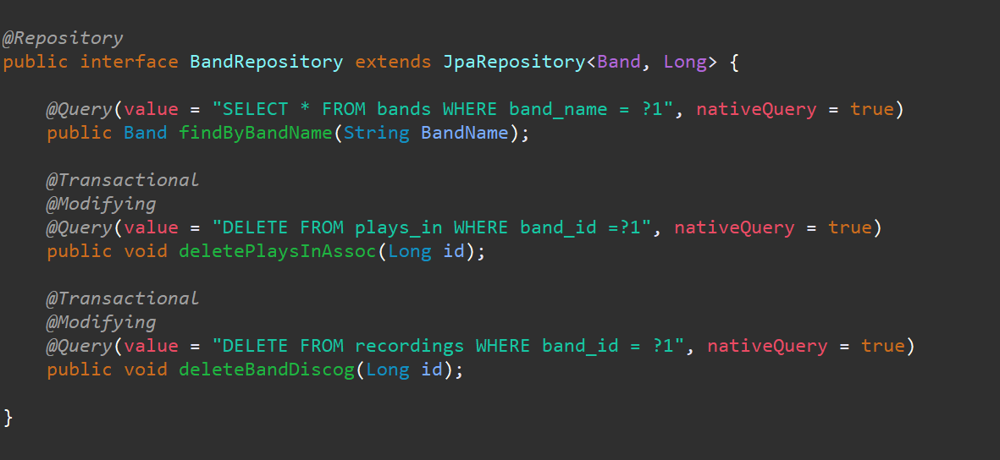 @Repository
public interface BandRepository extends JpaRepository<Band, Long> {
@Query(value = "SELECT * FROM bands WHERE band_name = ?1", nativeQuery = true)
public Band findByBandName(String BandName);
@Transactional
@Modifying
@Query(value = "DELETE FROM plays_in WHERE band_id =?1", nativeQuery = true)
public void deletePlaysInAssoc(Long id);
@Transactional
@Modifying
@Query(value = "DELETE FROM recordings WHERE band_id = ?1", nativeQuery = true)
public void deleteBandDiscog(Long id);
}